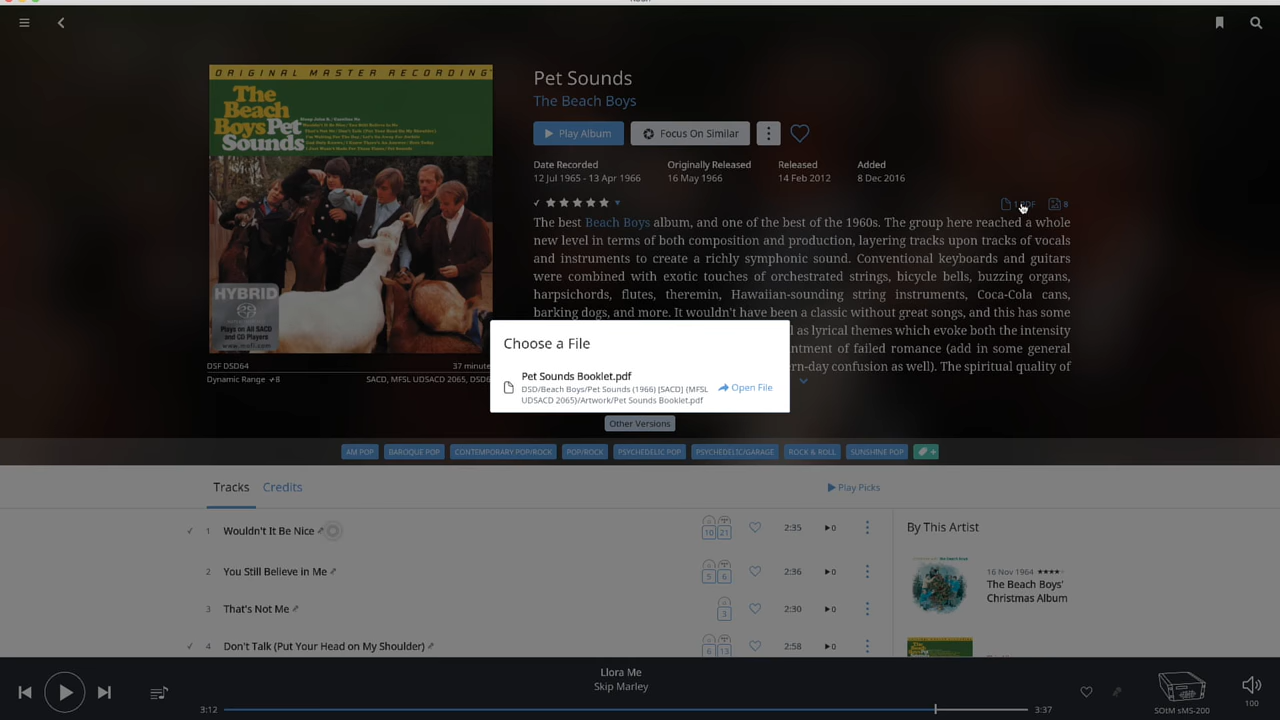 ORIGINAL MASTER RECORDING
The
Beach
Boys Pet
Sounds
HYBRID
Plays on All SACD
and CD Players
www.mofi.com
Pet Sounds
The Beach Boys
Play Album
Focus On Similar
Date Recorded
Originally Released
Released
Added
12 Jul 1965 - 13 Apr 1966
16 May 1966
14 Feb 2012
8 Dec 2016
1 PDF
8
The best Beach Boys album, and one of the best of the 1960s. The group here reached a whole
new level in terms of both composition and production, layering tracks upon tracks of vocals
and instruments to create a richly symphonic sound. Conventional keyboards and guitars
were combined with exotic touches of orchestrated strings, bicycle bells, buzzing organs,
harpsichords, flutes, theremin, Hawaiian-sounding string instruments, Coca-Cola cans,
barking dogs, and more. It wouldn't have been a classic without great songs, and this has some
as lyrical themes which evoke both the intensity
ntment of failed romance (add in some general
rn-day confusion as well). The spiritual quality of
DSF DSD64
37 minute
Dynamic Range 8
SACD, MFSL UDSACD 2065, DSD6
Choose a File
Pet Sounds Booklet.pdf
DSD/Beach Boys/Pet Sounds (1966) [SACD] {MFSL
UDSACD 2065}/Artwork/Pet Sounds Booklet.pdf
Open File
Other Versions
AM POP
BAROQUE POP
CONTEMPORARY POP/ROCK
POP/ROCK
PSYCHEDELIC POP
PSYCHEDELIC/GARAGE
ROCK & ROLL
SUNSHINE POP
+
Tracks
Credits
Play Picks
1 Wouldn't It Be Nice
10 21
2:35
0
2 You Still Believe in Me
5 6
2:36
0
3 That's Not Me
3
2:30
0
4 Don't Talk (Put Your Head on My Shoulder)
6 13
2:58
0
By This Artist
16 Nov 1964
The Beach Boys'
Christmas Album
Llora Me
Skip Marley
3:12
3:37
SOtM sMS-200
100